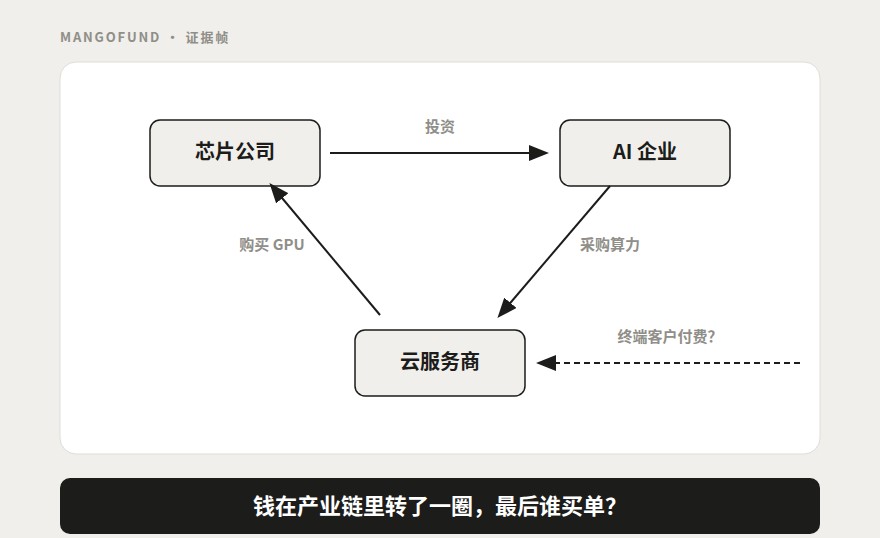 MANGOFUND · 证据帧
投资
芯片公司
AI 企业
购买 GPU
采购算力
终端客户付费？
云服务商
钱在产业链里转了一圈，最后谁买单？